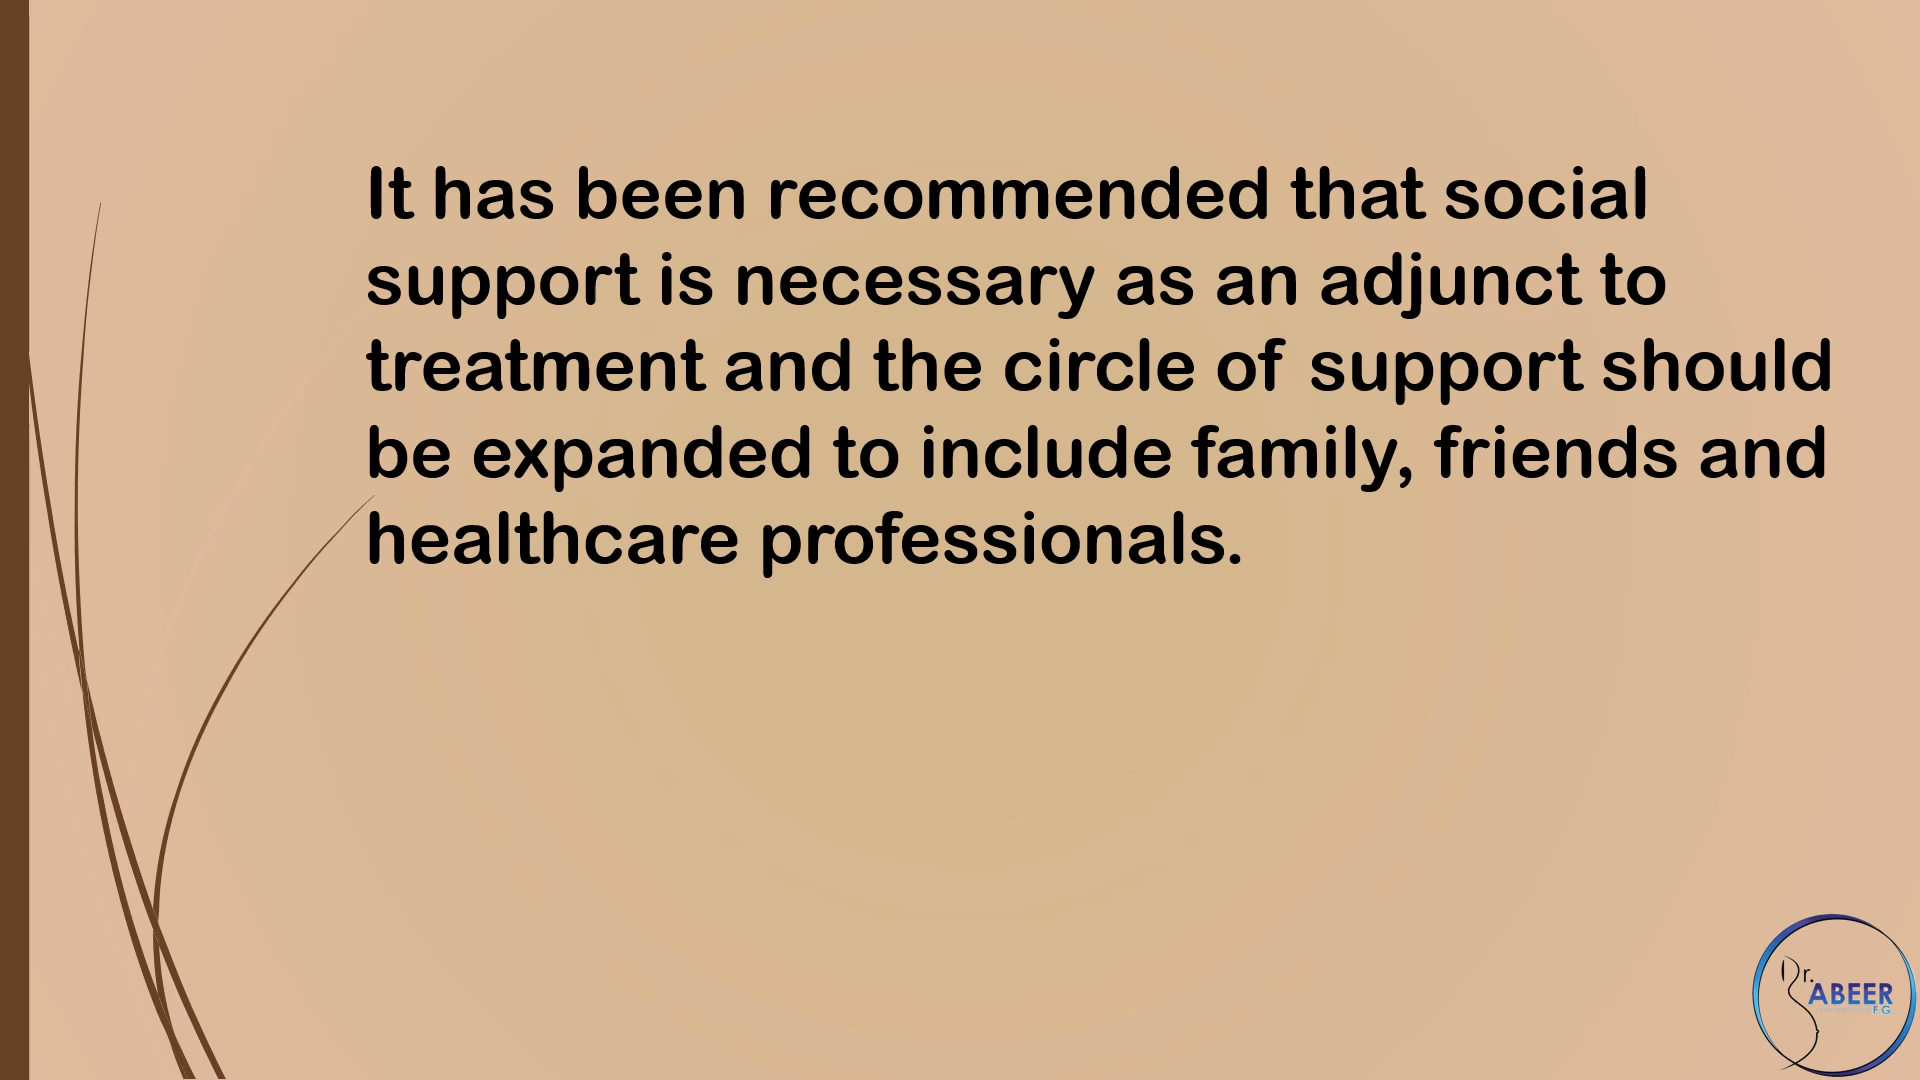 It has been recommended that social
support is necessary as an adjunct to
treatment and the circle of support should
be expanded to include family, friends and
healthcare professionals.
Dr.
ABEER
F.G.